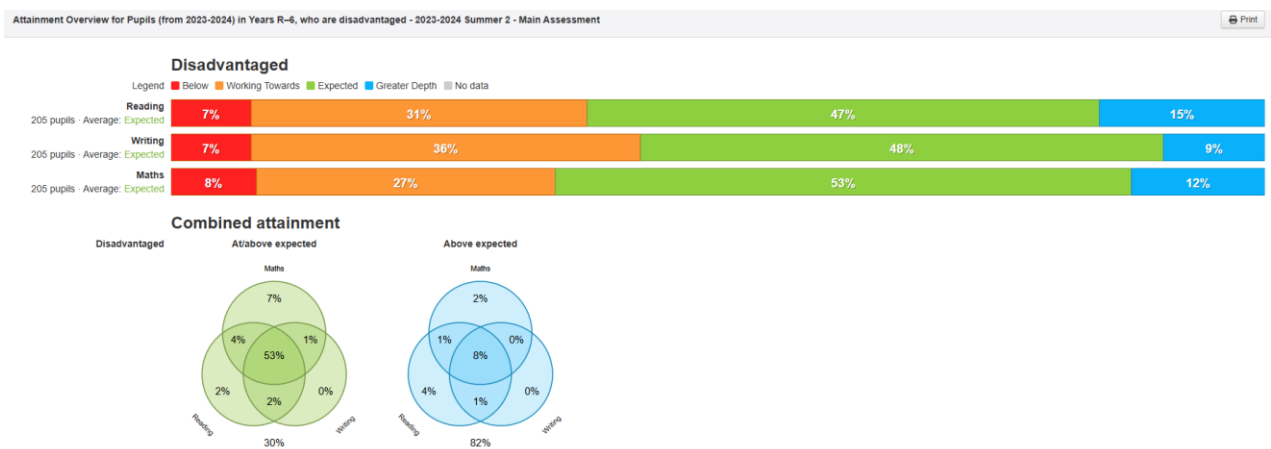 Attainment Overview for Pupils (from 2023-2024) in Years R–6, who are disadvantaged - 2023-2024 Summer 2 - Main Assessment
Print
Disadvantaged
Legend Below Working Towards Expected Greater Depth No data
Reading
205 pupils · Average: Expected
7% 31% 47% 15%
Writing
205 pupils · Average: Expected
7% 36% 48% 9%
Maths
205 pupils · Average: Expected
8% 27% 53% 12%
Combined attainment
Disadvantaged At/above expected Above expected
Maths Maths
7% 2%
4% 1% 1% 0%
53% 8%
2% 0% 4% 0%
2% 1%
Reading Writing Reading Writing
30% 82%